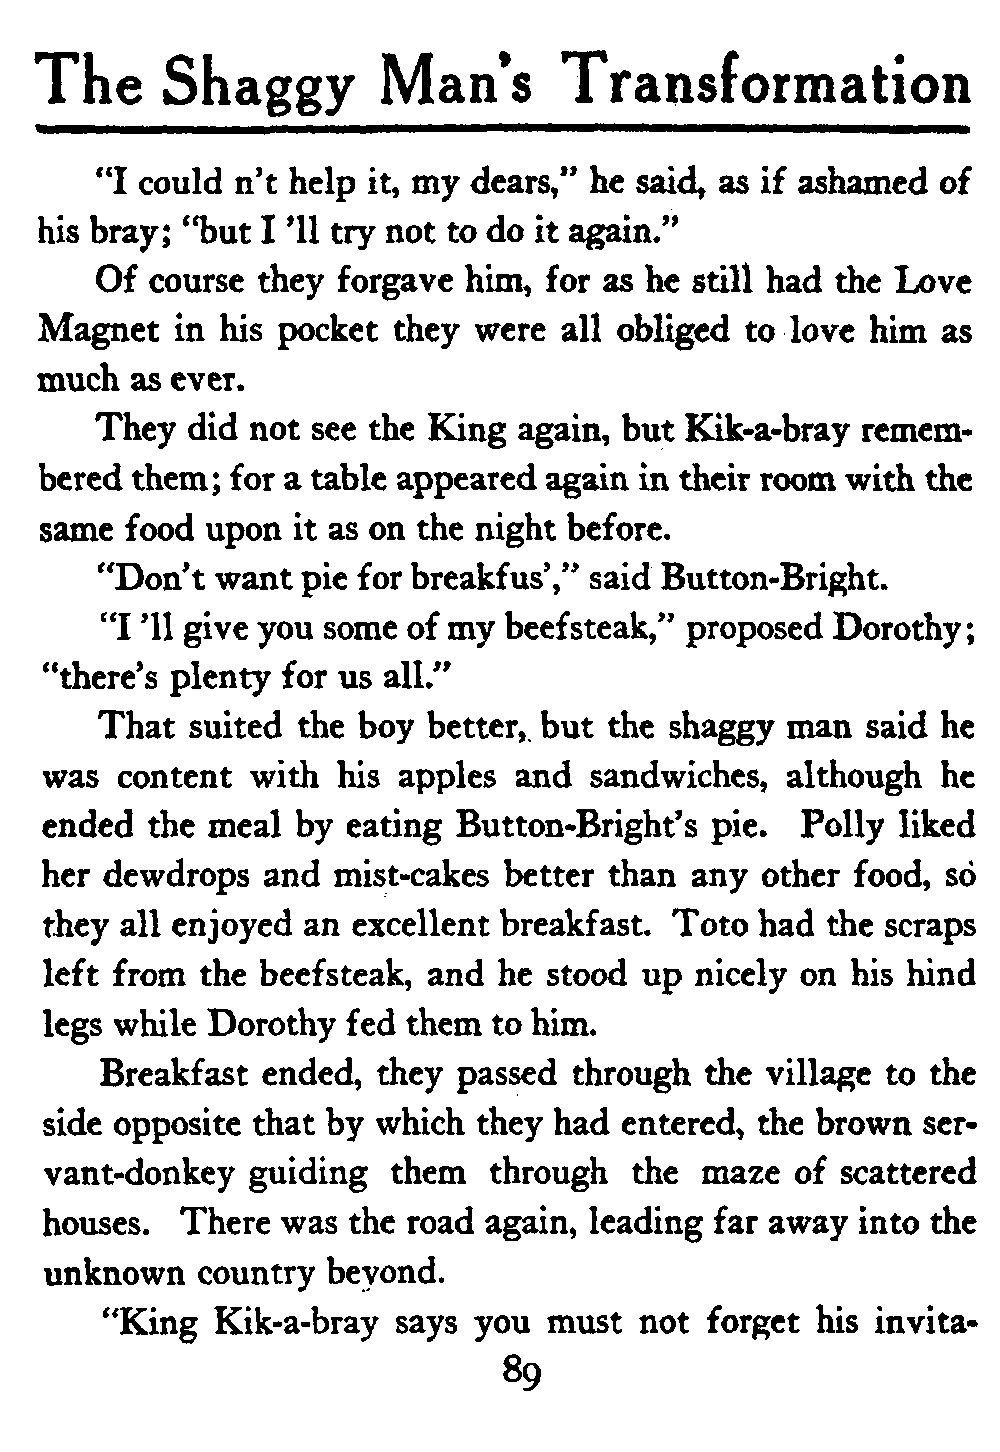 The Shaggy Man's Transformation
"I could n't help it, my dears," he said, as if ashamed of
his bray; "but I 'll try not to do it again."
Of course they forgave him, for as he still had the Love
Magnet in his pocket they were all obliged to love him as
much as ever.
They did not see the King again, but Kik-a-bray remem-
bered them; for a table appeared again in their room with the
same food upon it as on the night before.
"Don't want pie for breakfus'," said Button-Bright.
"I 'll give you some of my beefsteak," proposed Dorothy;
"there's plenty for us all."
That suited the boy better, but the shaggy man said he
was content with his apples and sandwiches, although he
ended the meal by eating Button-Bright's pie. Polly liked
her dewdrops and mist-cakes better than any other food, so
they all enjoyed an excellent breakfast. Toto had the scraps
left from the beefsteak, and he stood up nicely on his hind
legs while Dorothy fed them to him.
Breakfast ended, they passed through the village to the
side opposite that by which they had entered, the brown ser-
vant-donkey guiding them through the maze of scattered
houses. There was the road again, leading far away into the
unknown country beyond.
"King Kik-a-bray says you must not forget his invita-
89